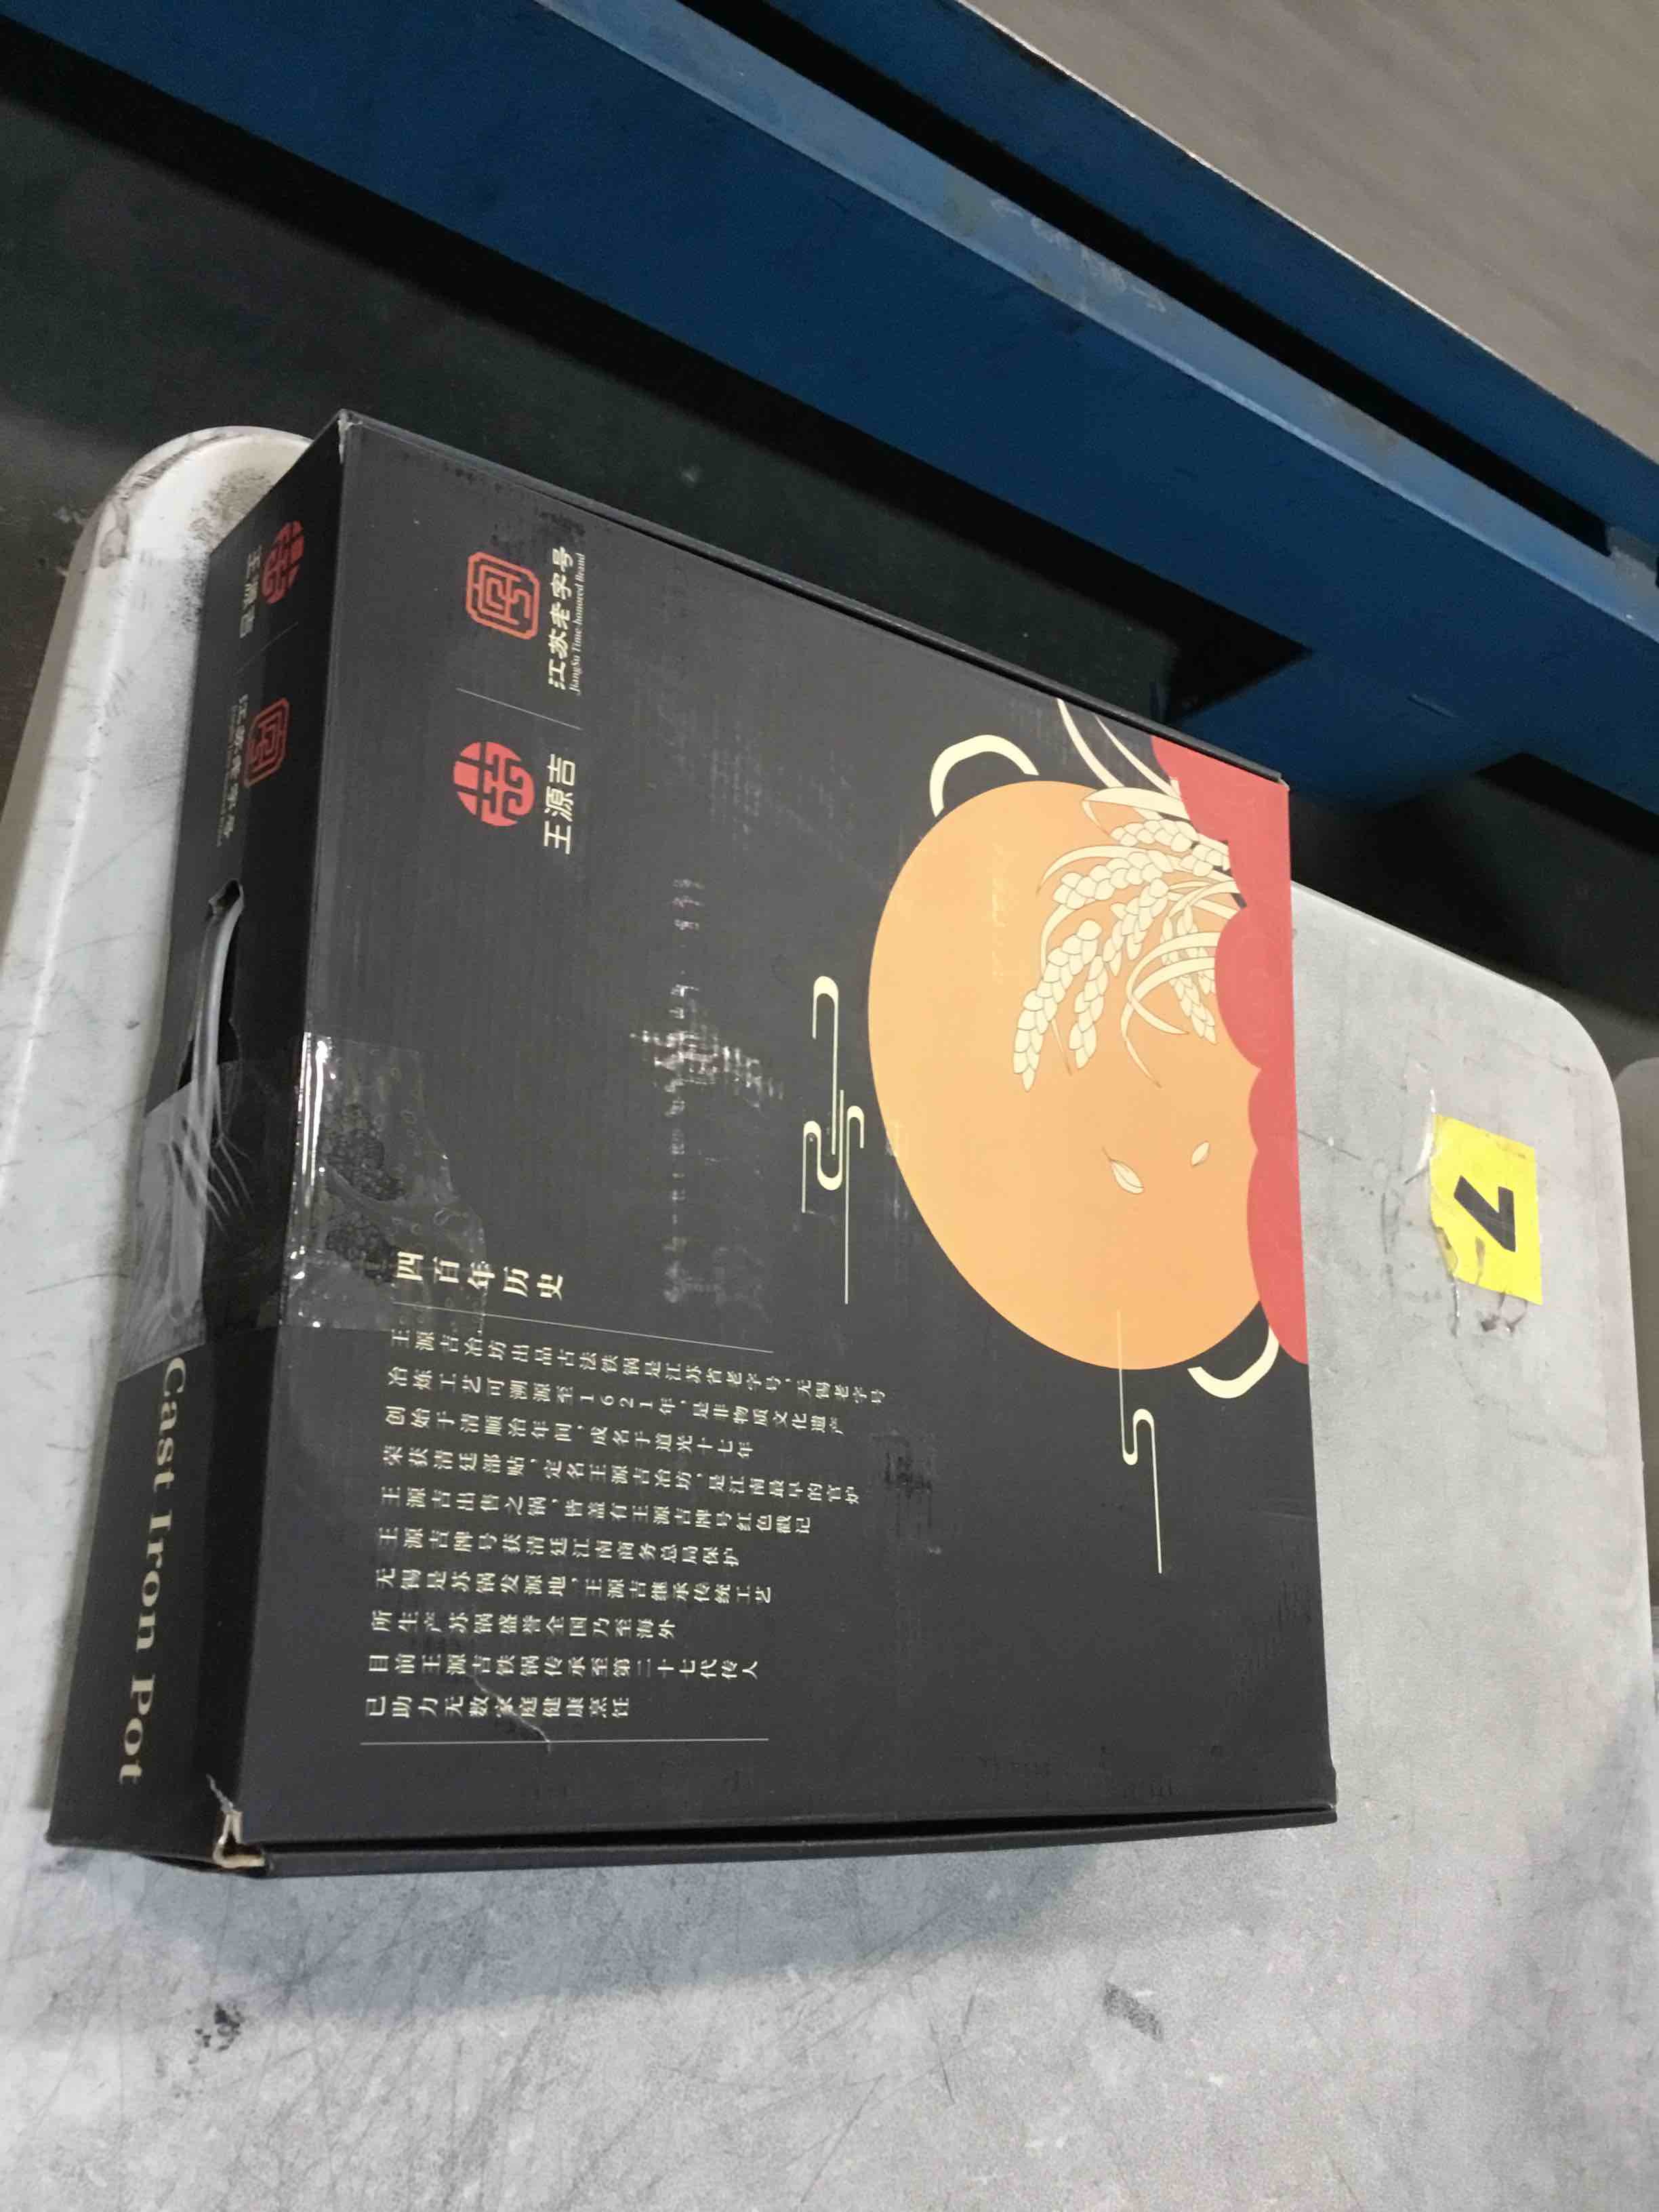 王源吉
江苏老字号
JiangSu Time-honored Brand
四百年历史
王源吉冶坊出品古法铁锅是江苏省老字号，无锡老字号
冶炼工艺可溯源至1621年，是非物质文化遗产
创始于清顺治年间，成名于道光十七年
荣获清廷部贴，定名王源吉冶坊，是江南最早的官炉
王源吉出售之锅，皆盖有王源吉牌号红色戳记
王源吉牌号获清廷江南商务总局保护
无锡是苏锅发源地，王源吉继承传统工艺
所生产苏锅盛誉全国乃至海外
目前王源吉铁锅传承至第二十七代传人
已助力无数家庭健康烹饪
王源吉
江苏老字号
Cast Iron Pot
7